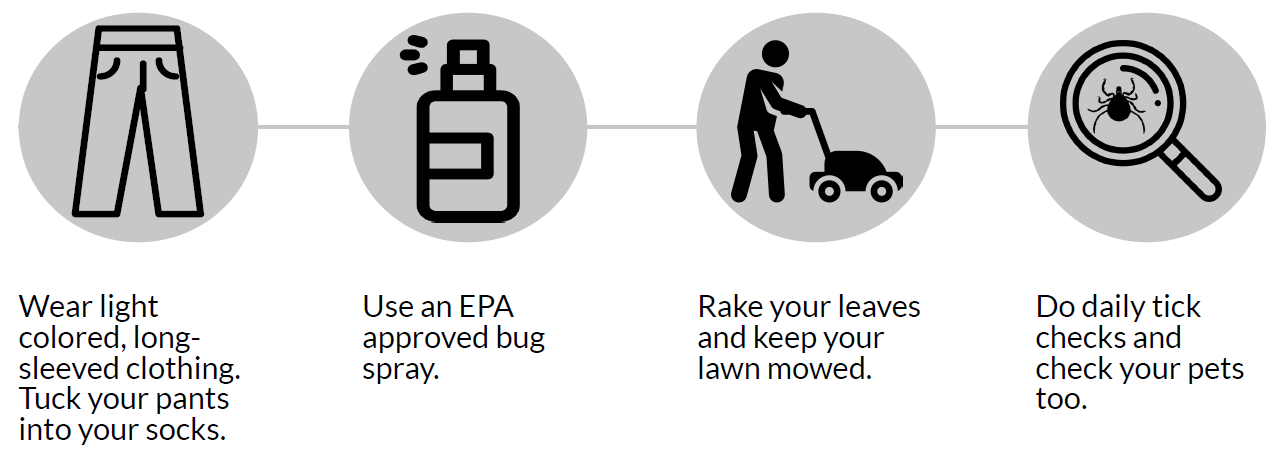 Wear light
colored, long-
sleeved clothing.
Tuck your pants
into your socks.
Use an EPA
approved bug
spray.
Rake your leaves
and keep your
lawn mowed.
Do daily tick
checks and
check your pets
too.